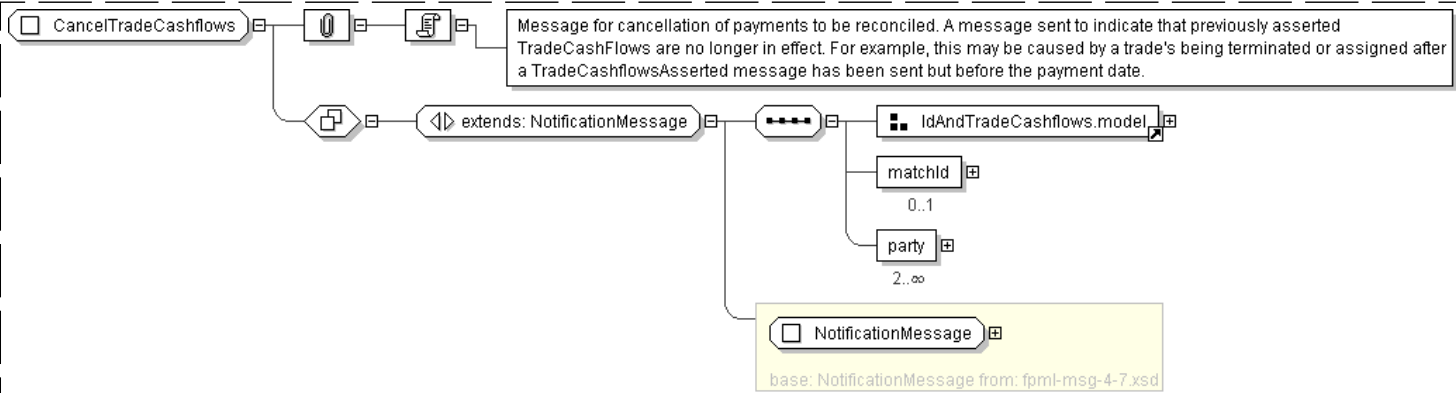 CancelTradeCashflows
Message for cancellation of payments to be reconciled. A message sent to indicate that previously asserted
TradeCashFlows are no longer in effect. For example, this may be caused by a trade's being terminated or assigned after
a TradeCashflowsAsserted message has been sent but before the payment date.
extends: NotificationMessage
IdAndTradeCashflows.model
matchId
0..1
party
2..∞
NotificationMessage
base: NotificationMessage from: fpml-msg-4-7.xsd